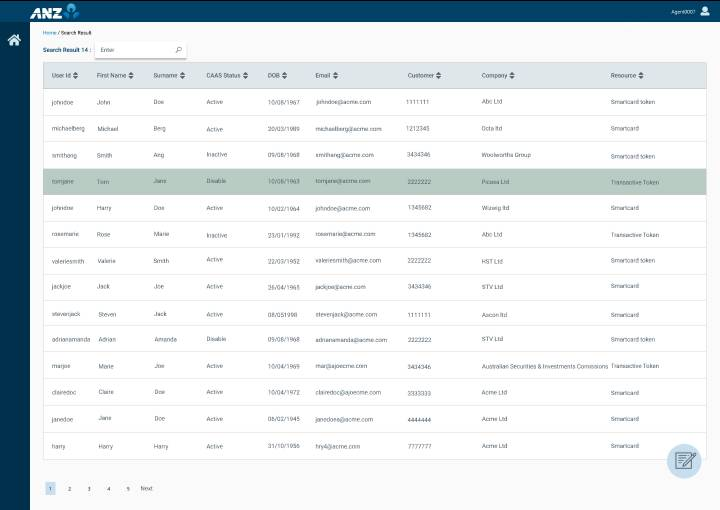 ANZ
Agent0007
Home / Search Result
Search Result 14 : Enter
User Id First Name Surname CAAS Status DOB Email Customer Company Resource
johndoe John Doe Active 10/08/1967 johndoe@acme.com 1111111 Abc Ltd Smartcard token
michaelberg Michael Berg Active 20/03/1989 michaelberg@acme.com 1212345 Octa ltd Smartcard
smithang Smith Ang Inactive 09/08/1968 smithang@acme.com 3434346 Woolworths Group Smartcard token
tomjane Tom Jane Disable 10/08/1963 tomjane@acme.com 2222222 Picasa Ltd Transactive Token
johndoe Harry Doe Active 10/02/1964 johndoe@acme.com 1345682 Wuwig ltd Smartcard
rosemarie Rose Marie Inactive 23/01/1992 rosemarie@acme.com 1345682 Abc Ltd Transactive Token
valeriesmith Valerie Smith Active 22/03/1952 valeriesmith@acme.com 2222222 HST Ltd Smartcard token
jackjoe Jack Joe Active 26/04/1965 jackjoe@acme.com 3434346 STV Ltd Smartcard
stevenjack Steven Jack Active 08/051998 stevenjack@acme.com 1111111 Aacon ltd Smartcard
adrianamanda Adrian Amanda Disable 09/08/1968 adrianamanda@acme.com 2222222 STV Ltd Smartcard token
marjoe Marie Joe Active 10/04/1969 mar@ajoecme.com 3434346 Australian Securities & Investments Comissions Transactive Token
clairedoc Claire Doe Active 10/04/1972 clairedoc@ajoenme.com 3333333 Acme Ltd Smartcard
janedoe Jane Doe Active 06/02/1945 janedoea@acme.com 4444444 Acme Ltd Smartcard
harry Harry Harry Active 31/10/1956 hry4@acme.com 7777777 Acme Ltd Smartcard
1 2 3 4 5 Next